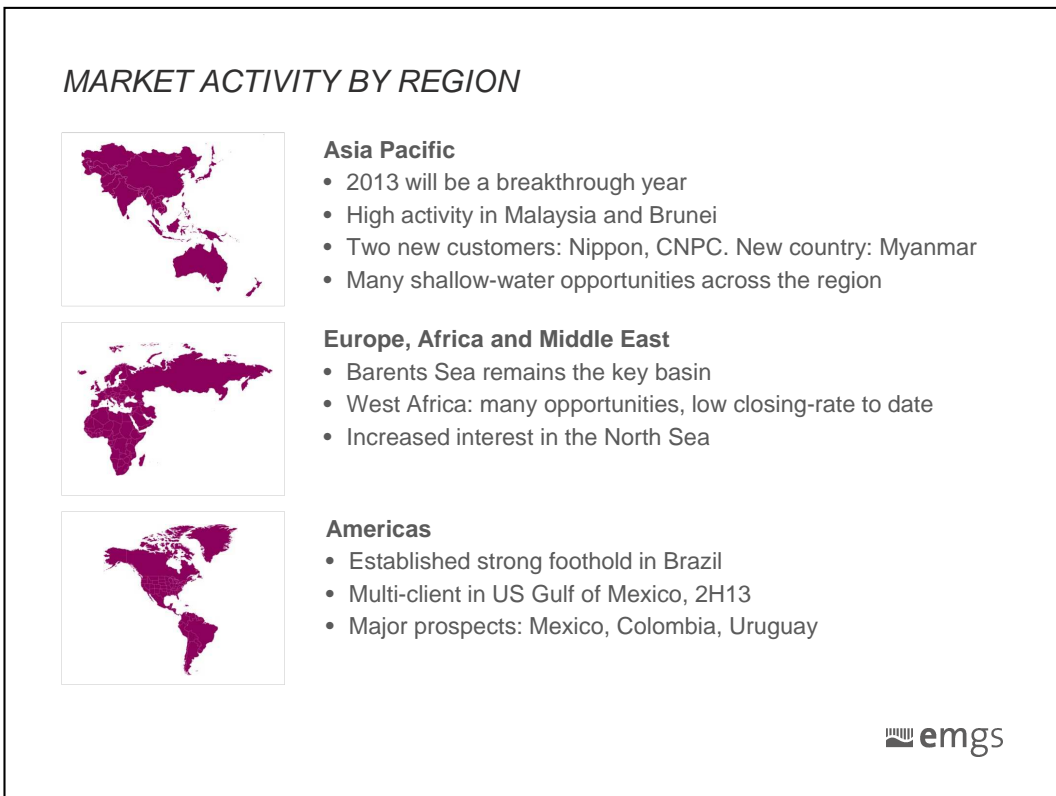 MARKET ACTIVITY BY REGION
Asia Pacific
• 2013 will be a breakthrough year
• High activity in Malaysia and Brunei
• Two new customers: Nippon, CNPC. New country: Myanmar
• Many shallow-water opportunities across the region
Europe, Africa and Middle East
• Barents Sea remains the key basin
• West Africa: many opportunities, low closing-rate to date
• Increased interest in the North Sea
Americas
• Established strong foothold in Brazil
• Multi-client in US Gulf of Mexico, 2H13
• Major prospects: Mexico, Colombia, Uruguay
emgs